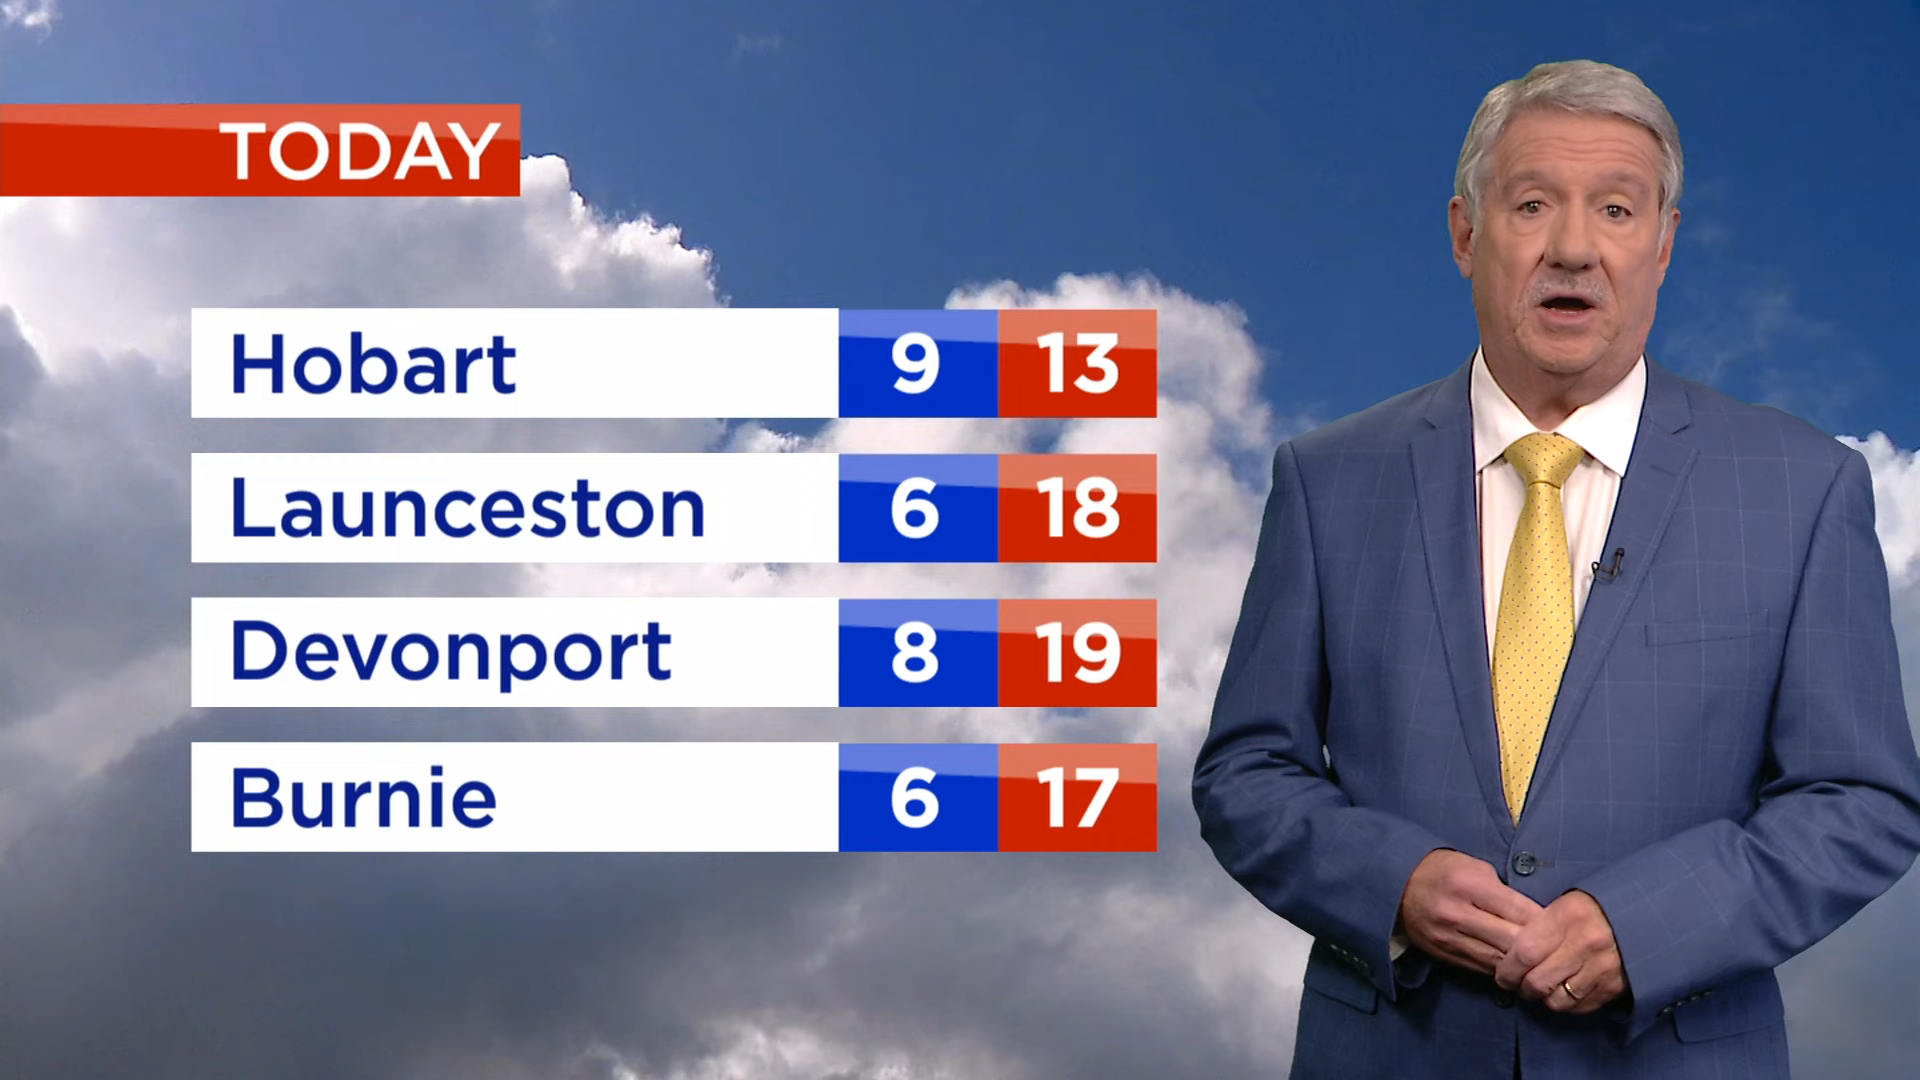 TODAY
Hobart 9 13
Launceston 6 18
Devonport 8 19
Burnie 6 17